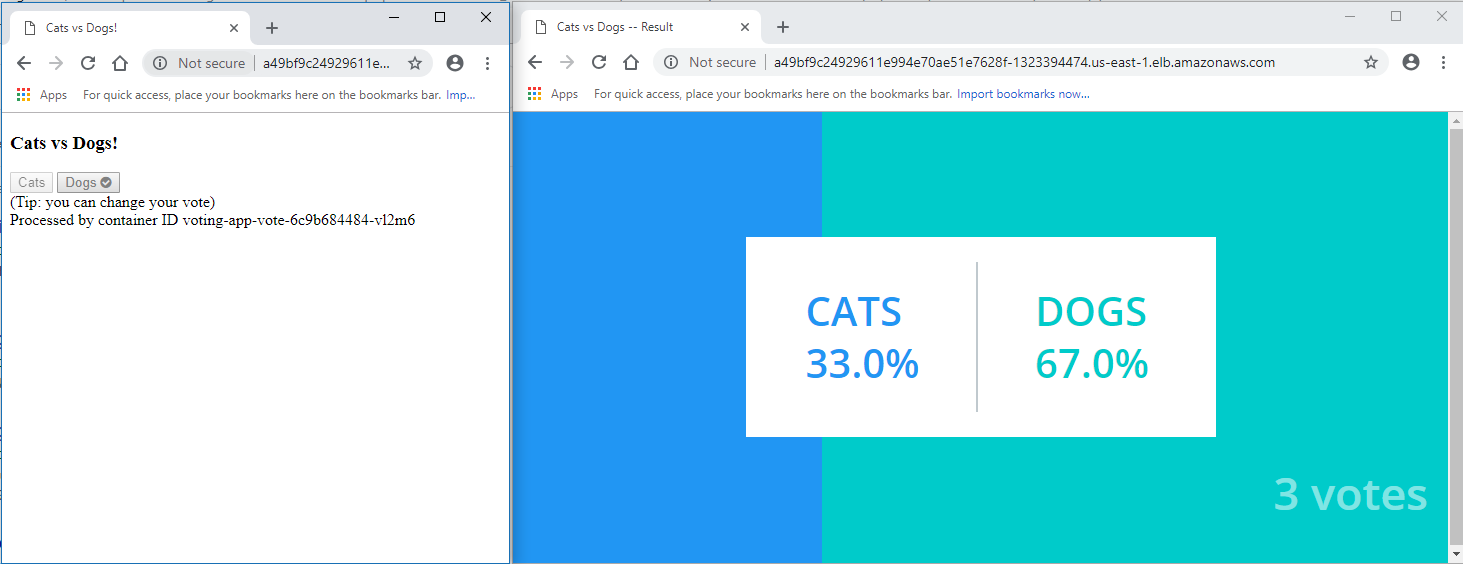 Cats vs Dogs!
Not secure
a49bf9c24929611e...
Apps
For quick access, place your bookmarks here on the bookmarks bar. Imp...
Cats vs Dogs!
Cats
Dogs
(Tip: you can change your vote)
Processed by container ID voting-app-vote-6c9b684484-vl2m6
Cats vs Dogs -- Result
Not secure
a49bf9c24929611e994e70ae51e7628f-1323394474.us-east-1.elb.amazonaws.com
Apps
For quick access, place your bookmarks here on the bookmarks bar. Import bookmarks now...
CATS
33.0%
DOGS
67.0%
3 votes